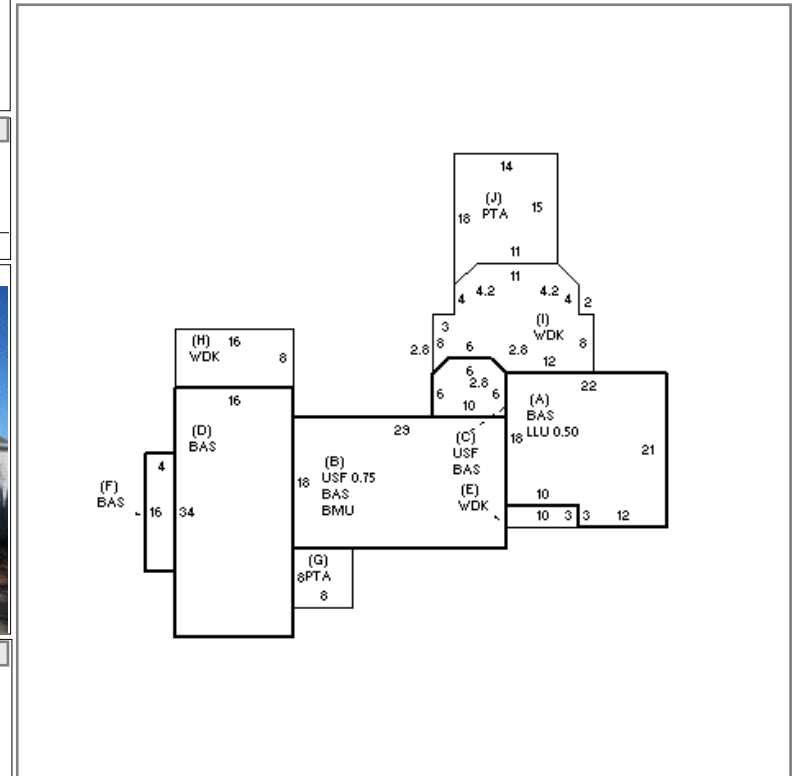 14
(J)
PTA
18
15
11
11
4.2
4.2
4
4
2
3
(I)
WDK
(H)
WDK
16
8
2.8
8
6
2.8
8
12
16
6
2.8
6
6
10
22
(A)
BAS
LLU 0.50
18
21
29
(D)
BAS
(C)
USF
BAS
(B)
USF 0.75
BAS
BMU
18
4
(F)
BAS
16
34
(E)
WDK
10
10
3
3
12
(G)
8PTA
8